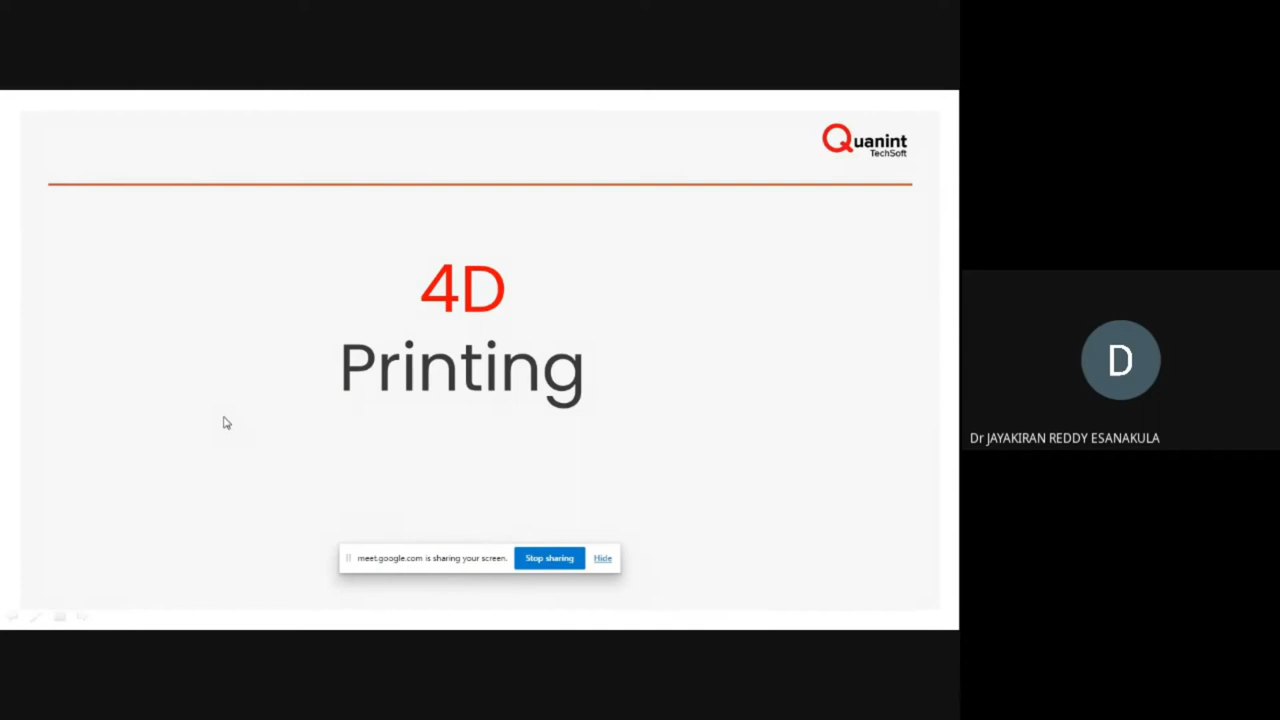 Quanint
TechSoft
4D
Printing
meet.google.com is sharing your screen.
Stop sharing
Hide
D
Dr JAYAKIRAN REDDY ESANAKULA